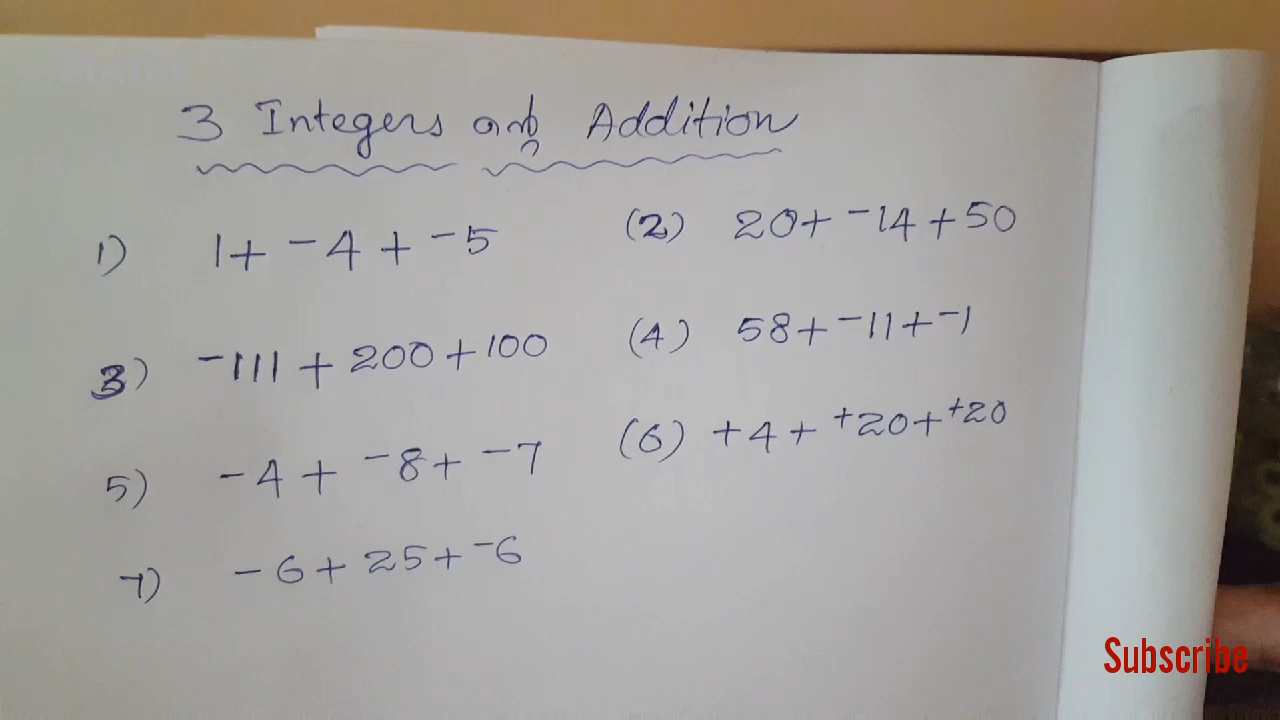 MATHS
3 Integers ന്റെ Addition
1) 1 + -4 + -5
(2) 20 + -14 + 50
3) -111 + 200 + 100
(4) 58 + -11 + -1
5) -4 + -8 + -7
(6) +4 + +20 + +20
7) -6 + 25 + -6
Subscribe